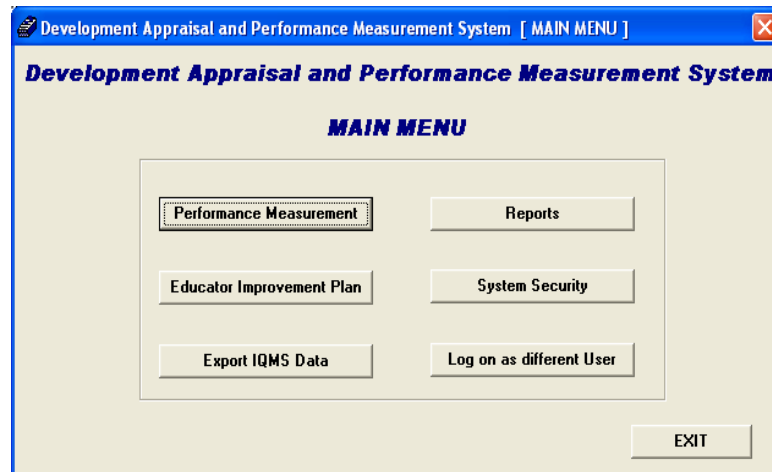 Development Appraisal and Performance Measurement System [ MAIN MENU ]
Development Appraisal and Performance Measurement System
MAIN MENU
Performance Measurement
Reports
Educator Improvement Plan
System Security
Export IQMS Data
Log on as different User
EXIT